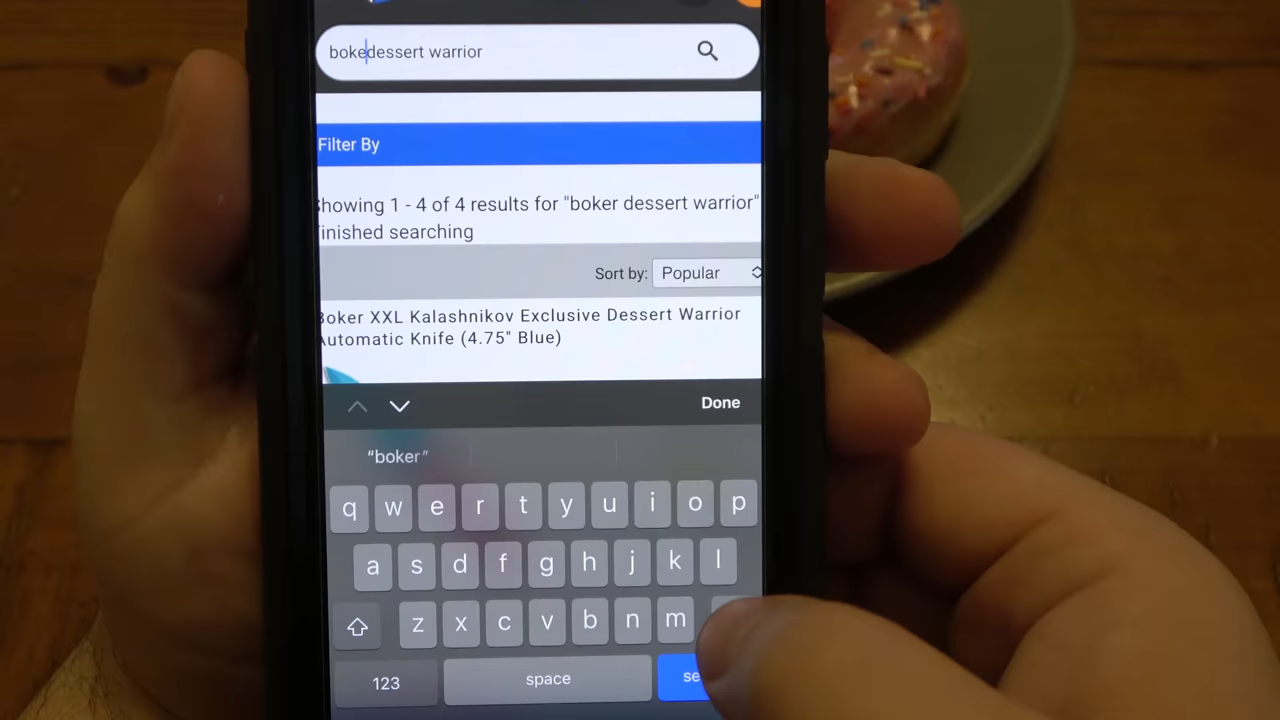 bokedessert warrior
Filter By
Showing 1 - 4 of 4 results for "boker dessert warrior"
Finished searching
Sort by: Popular
Boker XXL Kalashnikov Exclusive Dessert Warrior
Automatic Knife (4.75" Blue)
Done
“boker”
q w e r t y u i o p
a s d f g h j k l
z x c v b n m
123 space se